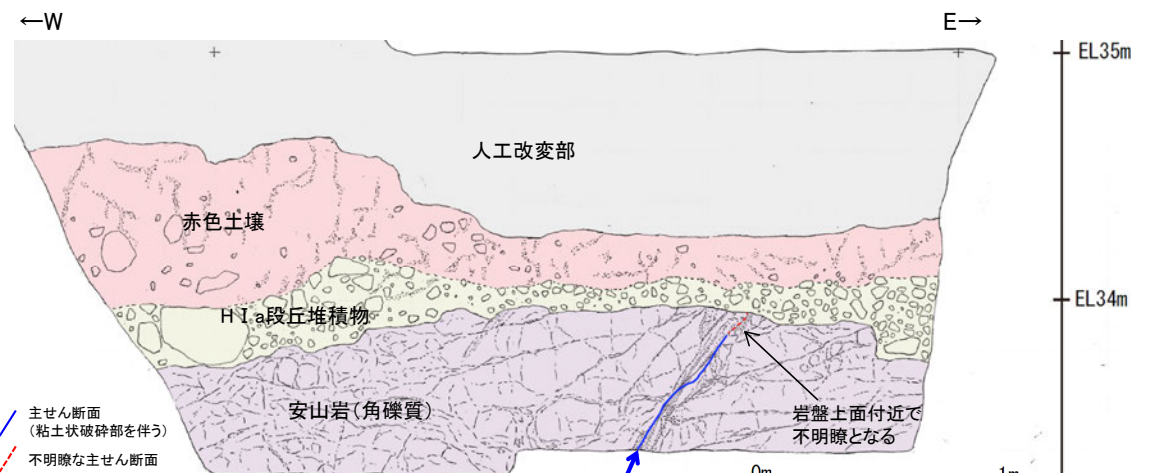 ←W
E→
EL35m
人工改変部
赤色土壌
EL34m
HⅠa段丘堆積物
安山岩(角礫質)
岩盤上面付近で
不明瞭となる
主せん断面
(粘土状破砕部を伴う)
不明瞭な主せん断面
0m
1m